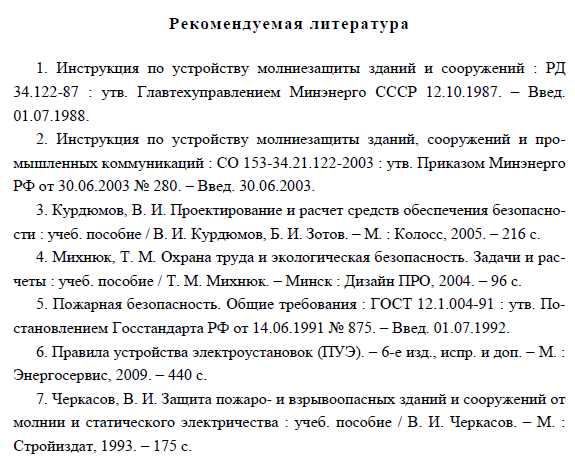 Рекомендуемая литература
1. Инструкция по устройству молниезащиты зданий и сооружений : РД
34.122-87 : утв. Главтехуправлением Минэнерго СССР 12.10.1987. – Введ.
01.07.1988.
2. Инструкция по устройству молниезащиты зданий, сооружений и про-
мышленных коммуникаций : СО 153-34.21.122-2003 : утв. Приказом Минэнерго
РФ от 30.06.2003 № 280. – Введ. 30.06.2003.
3. Курдюмов, В. И. Проектирование и расчет средств обеспечения безопасно-
сти : учеб. пособие / В. И. Курдюмов, Б. И. Зотов. – М. : Колосс, 2005. – 216 с.
4. Михнюк, Т. М. Охрана труда и экологическая безопасность. Задачи и рас-
четы : учеб. пособие / Т. М. Михнюк. – Минск : Дизайн ПРО, 2004. – 96 с.
5. Пожарная безопасность. Общие требования : ГОСТ 12.1.004-91 : утв. По-
становлением Госстандарта РФ от 14.06.1991 № 875. – Введ. 01.07.1992.
6. Правила устройства электроустановок (ПУЭ). – 6-е изд., испр. и доп. – М. :
Энергосервис, 2009. – 440 с.
7. Черкасов, В. И. Защита пожаро- и взрывоопасных зданий и сооружений от
молнии и статического электричества : учеб. пособие / В. И. Черкасов. – М. :
Стройиздат, 1993. – 175 с.